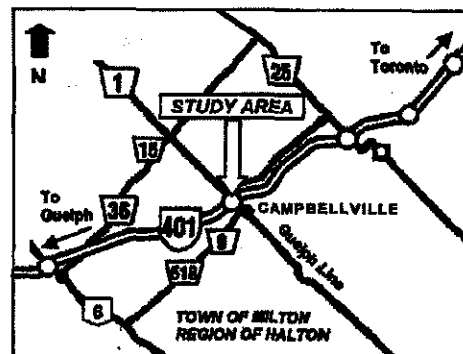 N
To
Toronto
25
1
STUDY AREA
15
To
Guelph
35
401
CAMPBELLVILLE
9
518
Guelph Line
6
TOWN OF MILTON
REGION OF HALTON